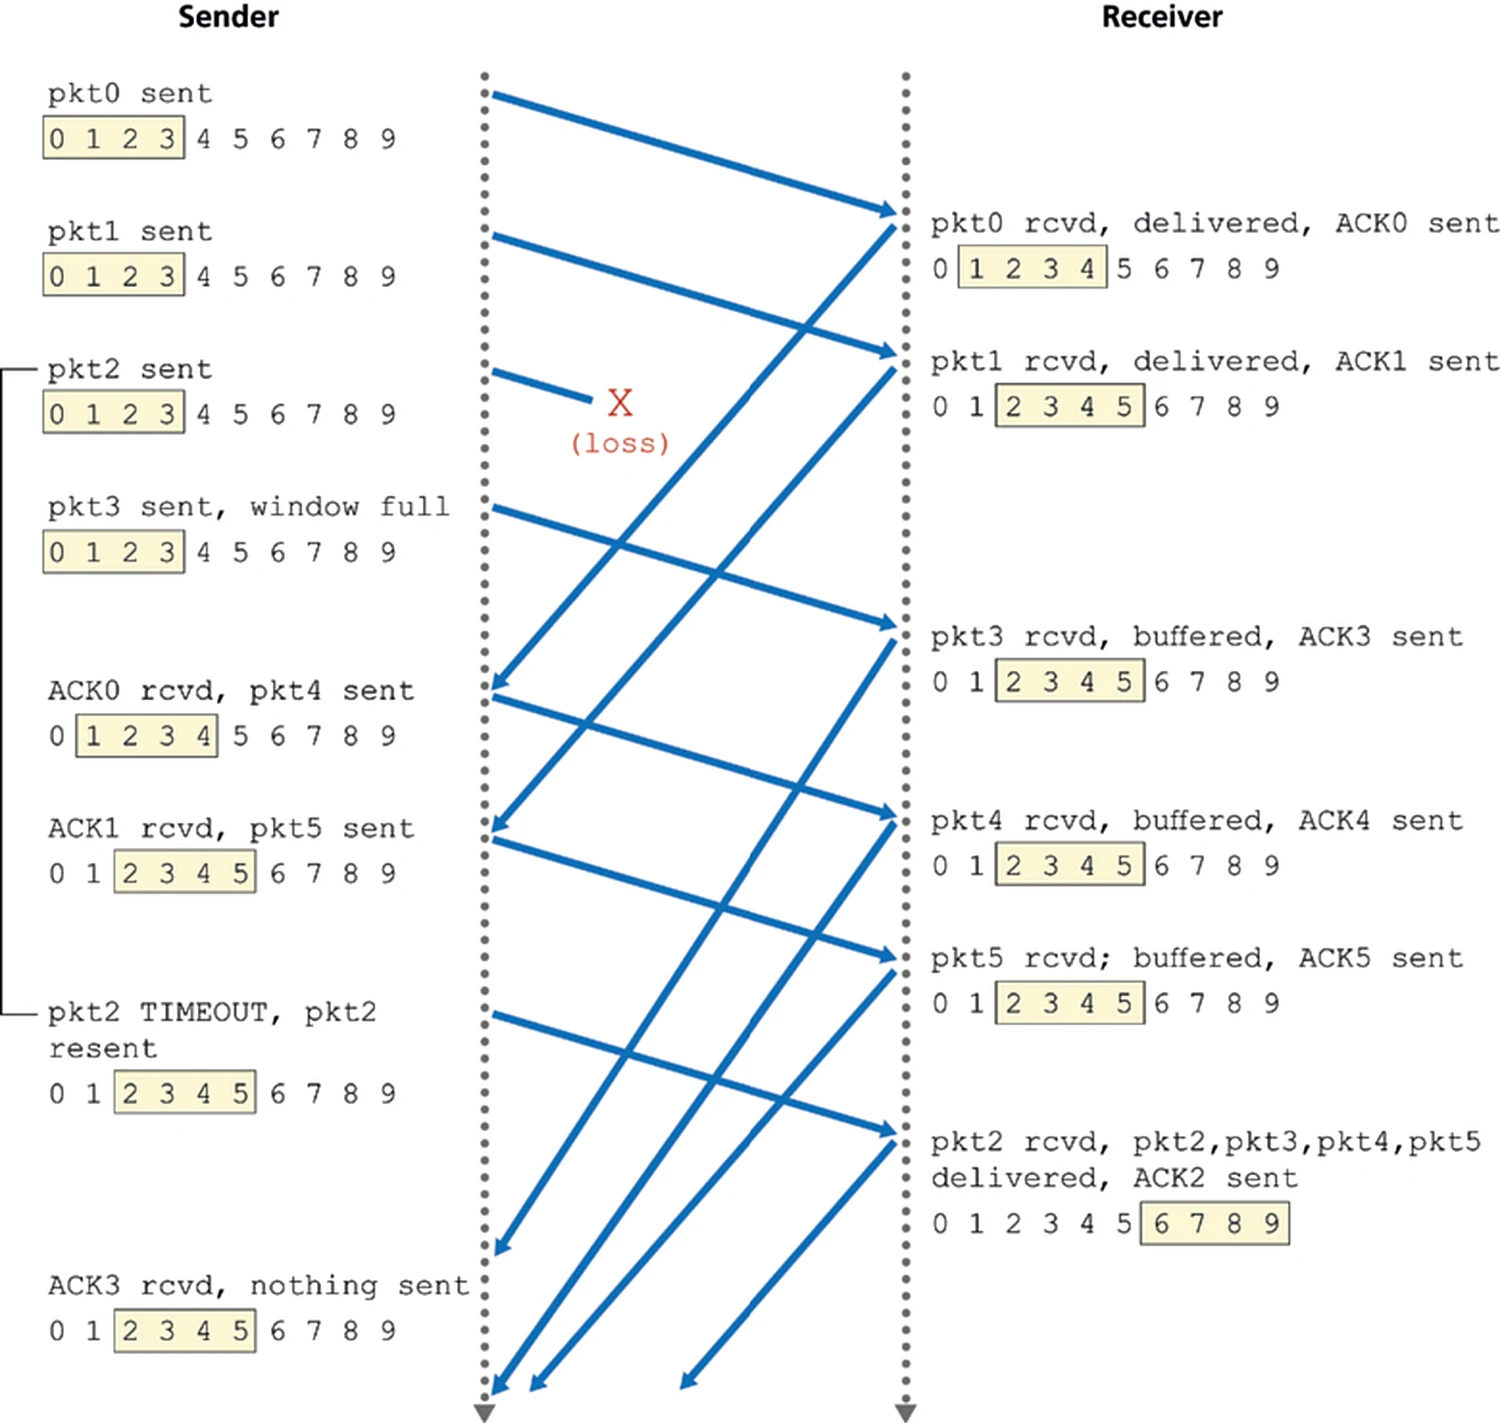 Sender
Receiver
pkt0 sent
0 1 2 3 4 5 6 7 8 9
pkt0 rcvd, delivered, ACK0 sent
0 1 2 3 4 5 6 7 8 9
pkt1 sent
0 1 2 3 4 5 6 7 8 9
pkt1 rcvd, delivered, ACK1 sent
0 1 2 3 4 5 6 7 8 9
pkt2 sent
0 1 2 3 4 5 6 7 8 9
X
(loss)
pkt3 sent, window full
0 1 2 3 4 5 6 7 8 9
pkt3 rcvd, buffered, ACK3 sent
0 1 2 3 4 5 6 7 8 9
ACK0 rcvd, pkt4 sent
0 1 2 3 4 5 6 7 8 9
pkt4 rcvd, buffered, ACK4 sent
0 1 2 3 4 5 6 7 8 9
ACK1 rcvd, pkt5 sent
0 1 2 3 4 5 6 7 8 9
pkt5 rcvd; buffered, ACK5 sent
0 1 2 3 4 5 6 7 8 9
pkt2 TIMEOUT, pkt2
resent
0 1 2 3 4 5 6 7 8 9
pkt2 rcvd, pkt2,pkt3,pkt4,pkt5
delivered, ACK2 sent
0 1 2 3 4 5 6 7 8 9
ACK3 rcvd, nothing sent
0 1 2 3 4 5 6 7 8 9